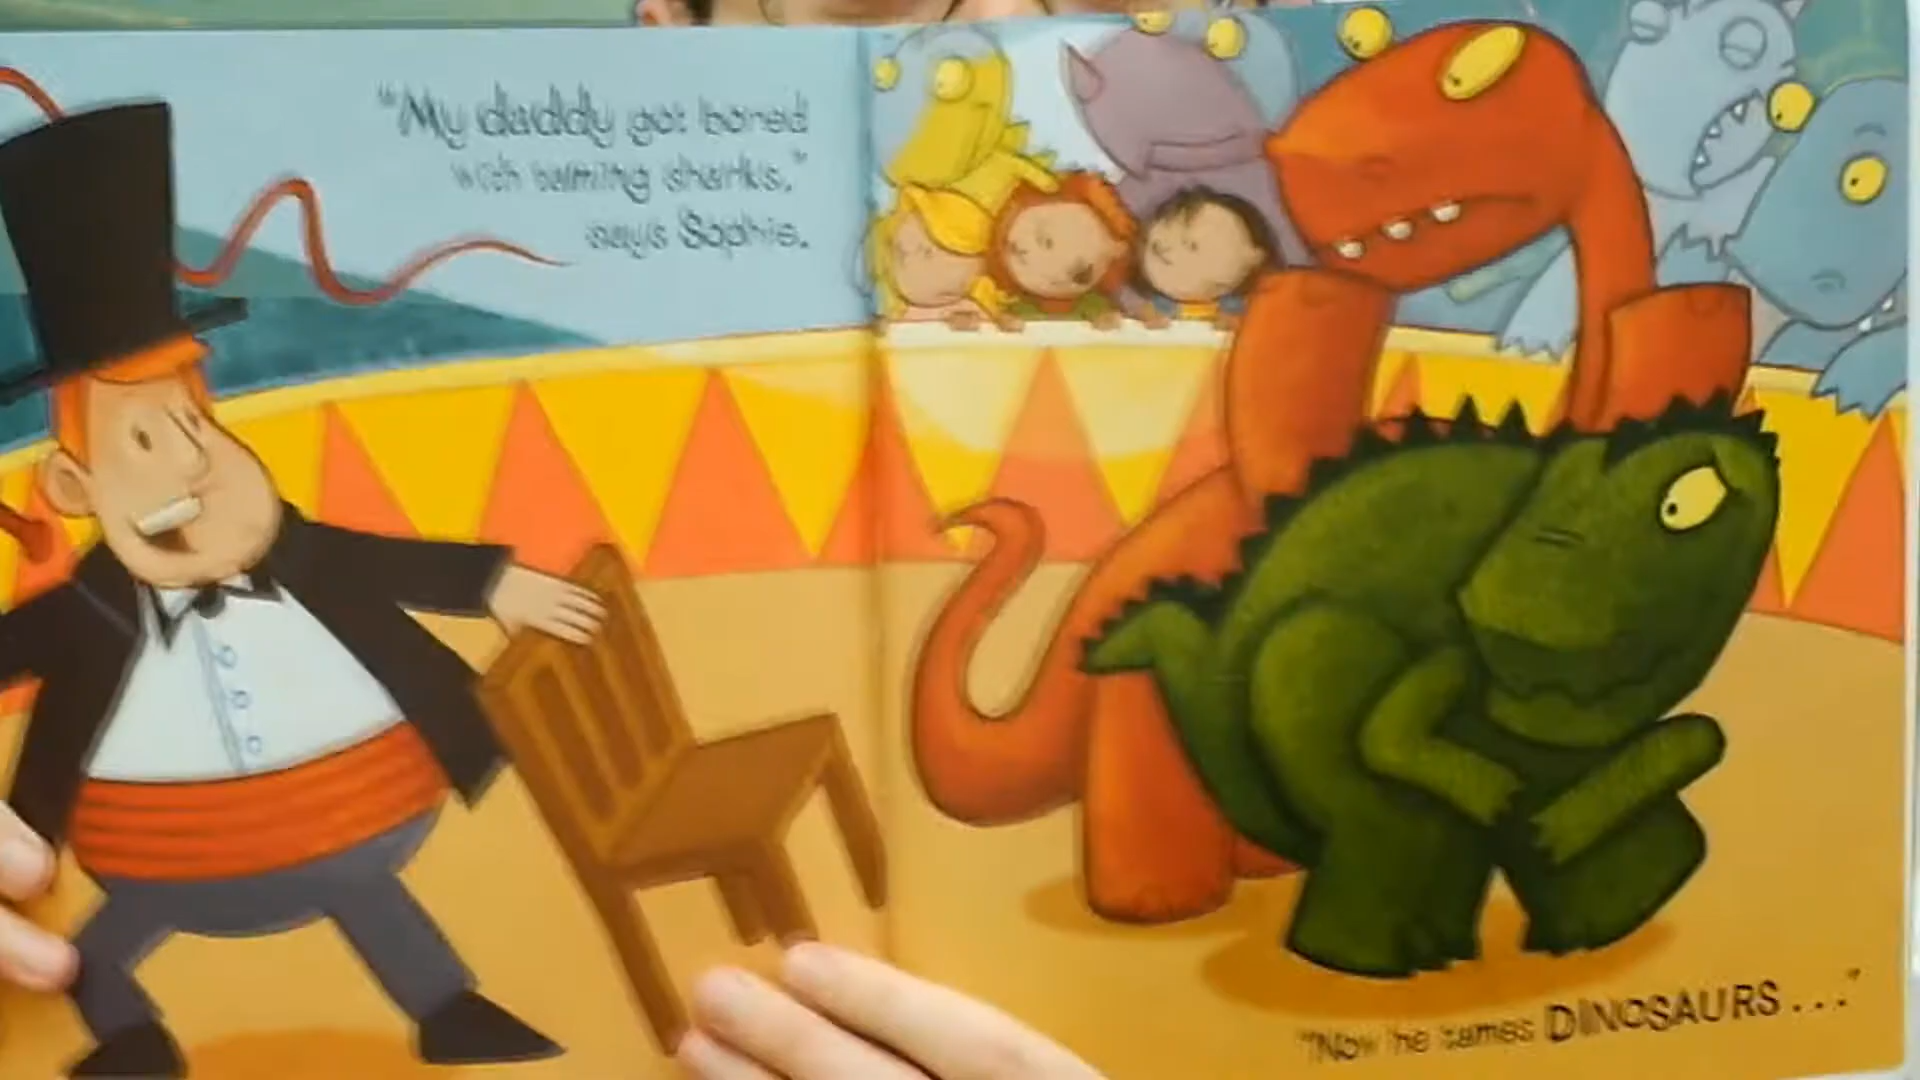 "My daddy got bored
with taming sharks,"
says Sophie.
"Now he tames DINOSAURS . . ."